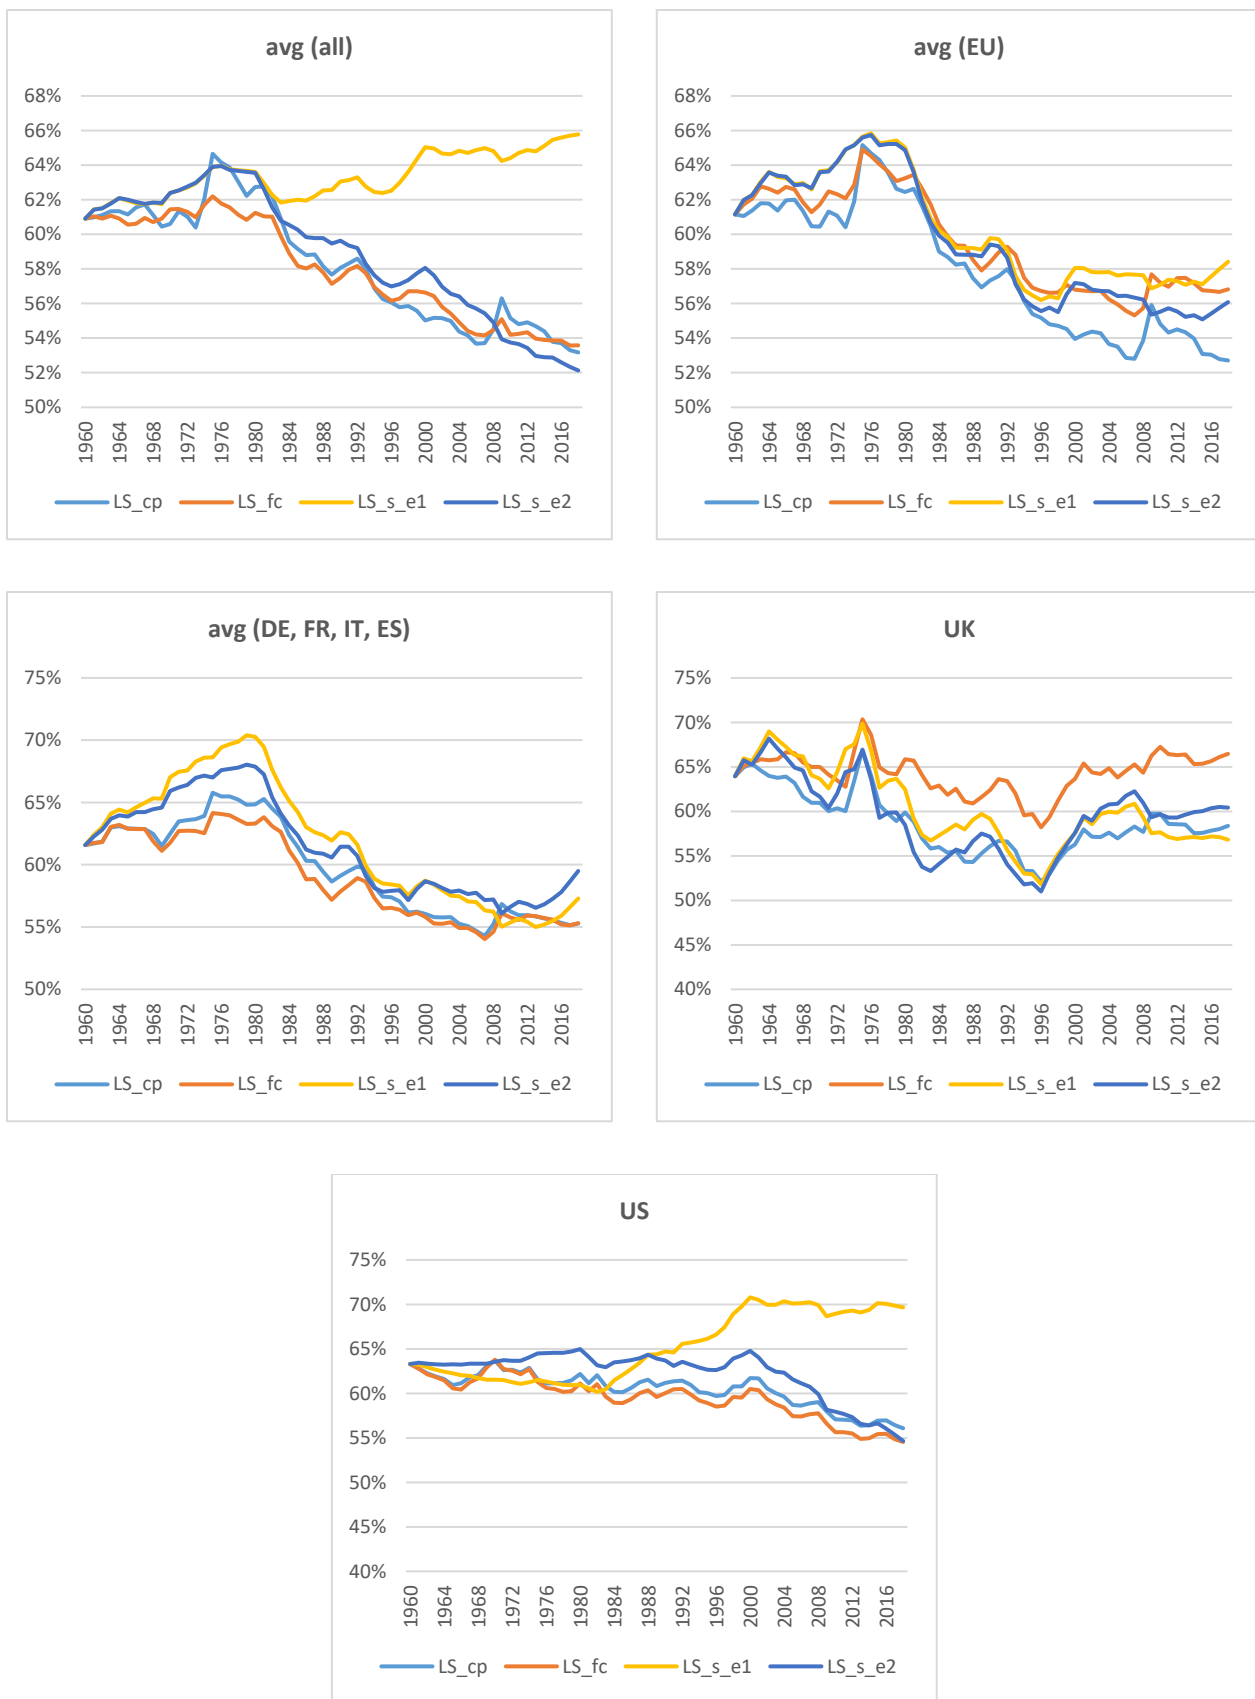 avg (all)
68%
66%
64%
62%
60%
58%
56%
54%
52%
50%
1960 1964 1968 1972 1976 1980 1984 1988 1992 1996 2000 2004 2008 2012 2016
LS_cp LS_fc LS_s_e1 LS_s_e2
avg (EU)
68%
66%
64%
62%
60%
58%
56%
54%
52%
50%
1960 1964 1968 1972 1976 1980 1984 1988 1992 1996 2000 2004 2008 2012 2016
LS_cp LS_fc LS_s_e1 LS_s_e2
avg (DE, FR, IT, ES)
75%
70%
65%
60%
55%
50%
1960 1964 1968 1972 1976 1980 1984 1988 1992 1996 2000 2004 2008 2012 2016
LS_cp LS_fc LS_s_e1 LS_s_e2
UK
75%
70%
65%
60%
55%
50%
45%
40%
1960 1964 1968 1972 1976 1980 1984 1988 1992 1996 2000 2004 2008 2012 2016
LS_cp LS_fc LS_s_e1 LS_s_e2
US
75%
70%
65%
60%
55%
50%
45%
40%
1960 1964 1968 1972 1976 1980 1984 1988 1992 1996 2000 2004 2008 2012 2016
LS_cp LS_fc LS_s_e1 LS_s_e2